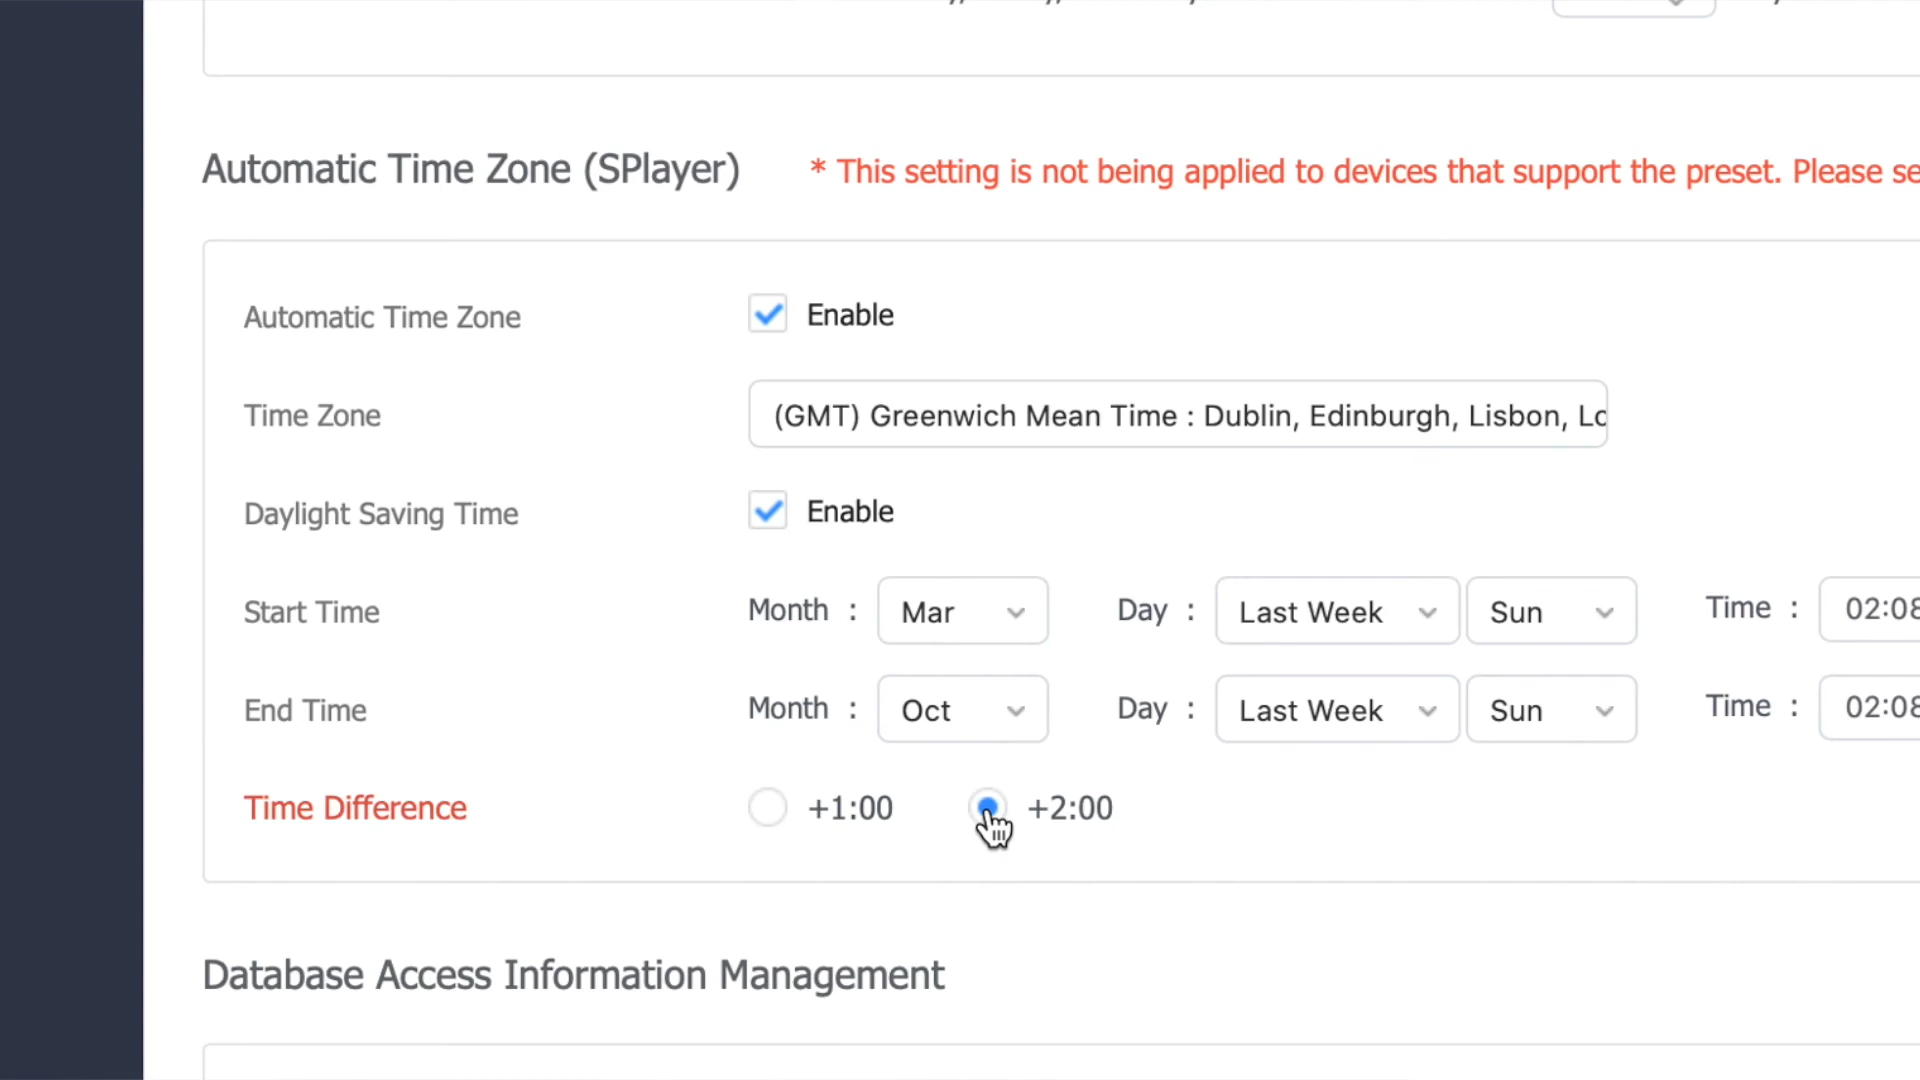 Automatic Time Zone (SPlayer) * This setting is not being applied to devices that support the preset. Please se
Automatic Time Zone Enable
Time Zone (GMT) Greenwich Mean Time : Dublin, Edinburgh, Lisbon, Lo
Daylight Saving Time Enable
Start Time Month : Mar Day : Last Week Sun Time : 02:08
End Time Month : Oct Day : Last Week Sun Time : 02:08
Time Difference +1:00 +2:00
Database Access Information Management